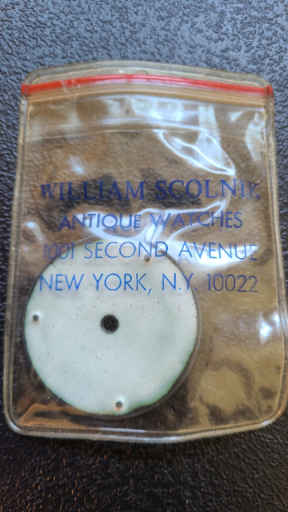 WILLIAM SCOLNIK
ANTIQUE WATCHES
1001 SECOND AVENUE
NEW YORK, N.Y. 10022